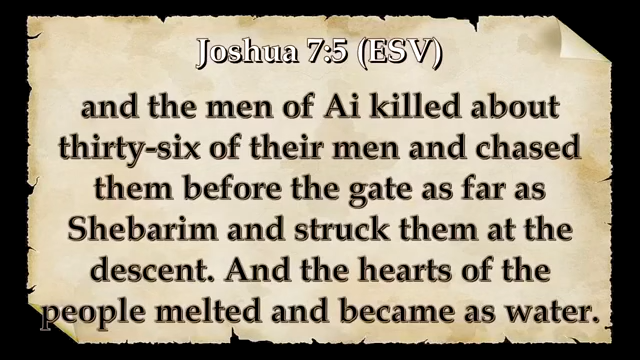 Joshua 7:5 (ESV)
and the men of Ai killed about
thirty-six of their men and chased
them before the gate as far as
Shebarim and struck them at the
descent. And the hearts of the
people melted and became as water.